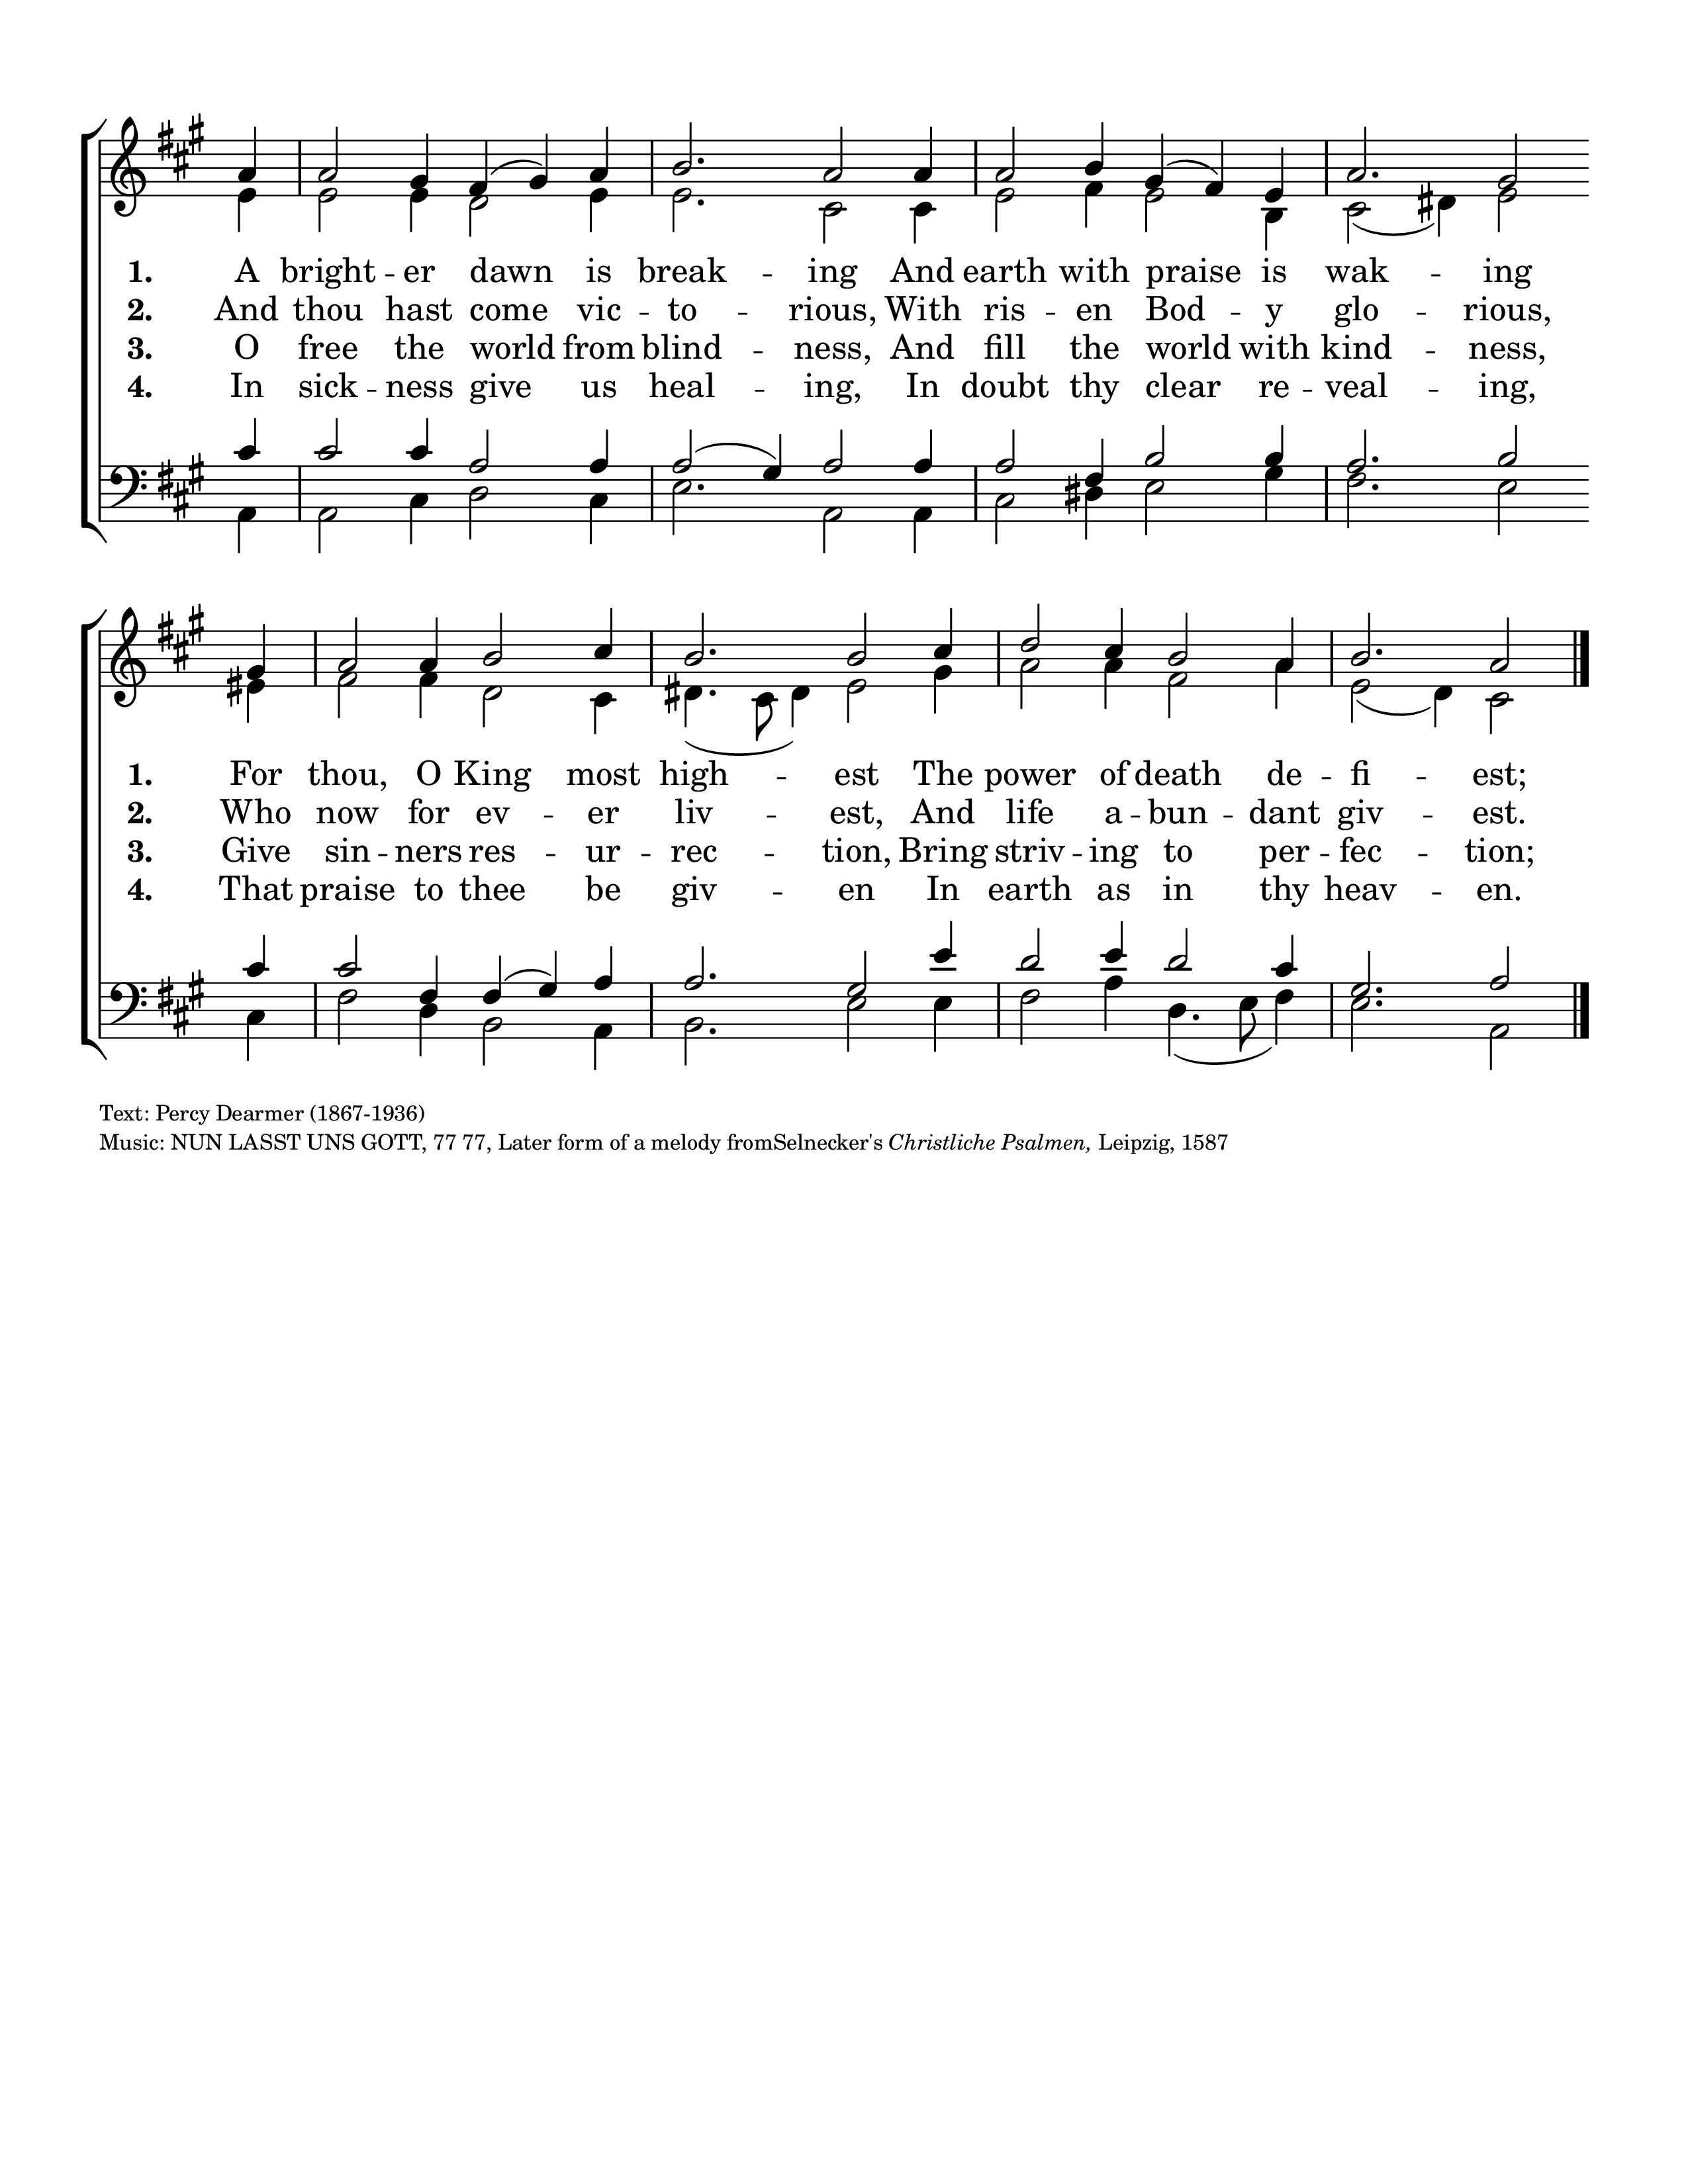 1. A bright -- er dawn is break -- ing And earth with praise is wak -- ing
2. And thou hast come vic -- to -- rious, With ris -- en Bod -- y glo -- rious,
3. O free the world from blind -- ness, And fill the world with kind -- ness,
4. In sick -- ness give us heal -- ing, In doubt thy clear re -- veal -- ing,
1. For thou, O King most high -- est The power of death de -- fi -- est;
2. Who now for ev -- er liv -- est, And life a -- bun -- dant giv -- est.
3. Give sin -- ners res -- ur -- rec -- tion, Bring striv -- ing to per -- fec -- tion;
4. That praise to thee be giv -- en In earth as in thy heav -- en.
Text: Percy Dearmer (1867-1936)
Music: NUN LASST UNS GOTT, 77 77, Later form of a melody fromSelnecker's Christliche Psalmen, Leipzig, 1587